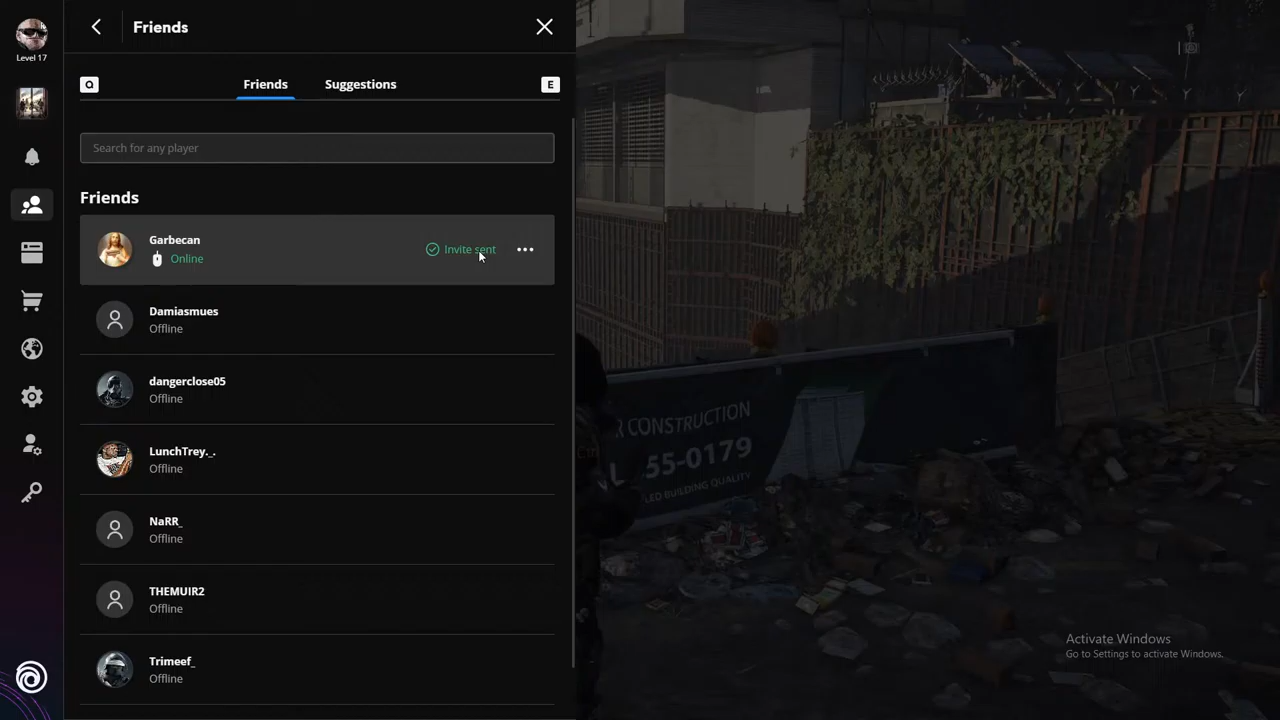 Level 17
Friends
Q
Friends
Suggestions
E
Search for any player
Friends
Garbecan
Online
Invite sent
Damiasmues
Offline
dangerclose05
Offline
LunchTrey._.
Offline
NaRR_
Offline
THEMUIR2
Offline
Trimeef_
Offline
R CONSTRUCTION
55-0179
LED BUILDING QUALITY
Activate Windows
Go to Settings to activate Windows.